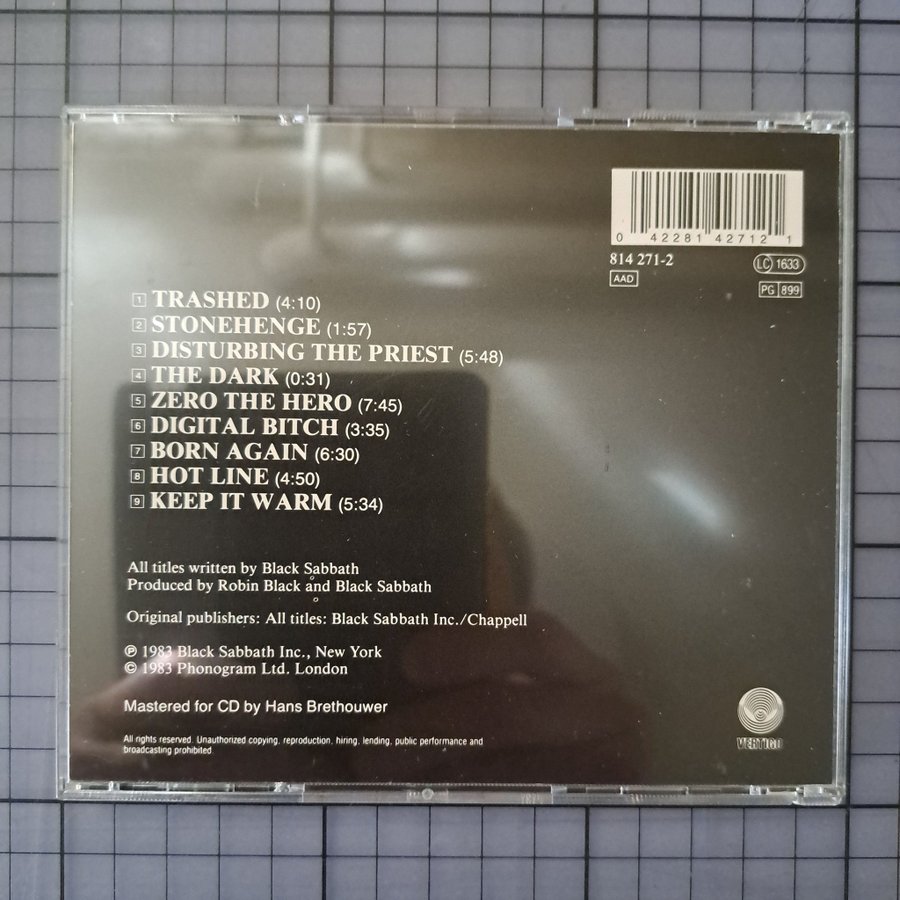 0 42281 42712 1
814 271-2
LC 1633
AAD
PG 899
1 TRASHED (4:10)
2 STONEHENGE (1:57)
3 DISTURBING THE PRIEST (5:48)
4 THE DARK (0:31)
5 ZERO THE HERO (7:45)
6 DIGITAL BITCH (3:35)
7 BORN AGAIN (6:30)
8 HOT LINE (4:50)
9 KEEP IT WARM (5:34)
All titles written by Black Sabbath
Produced by Robin Black and Black Sabbath
Original publishers: All titles: Black Sabbath Inc./Chappell
℗ 1983 Black Sabbath Inc., New York
© 1983 Phonogram Ltd. London
Mastered for CD by Hans Brethouwer
All rights reserved. Unauthorized copying, reproduction, hiring, lending, public performance and
broadcasting prohibited.
VERTIGO